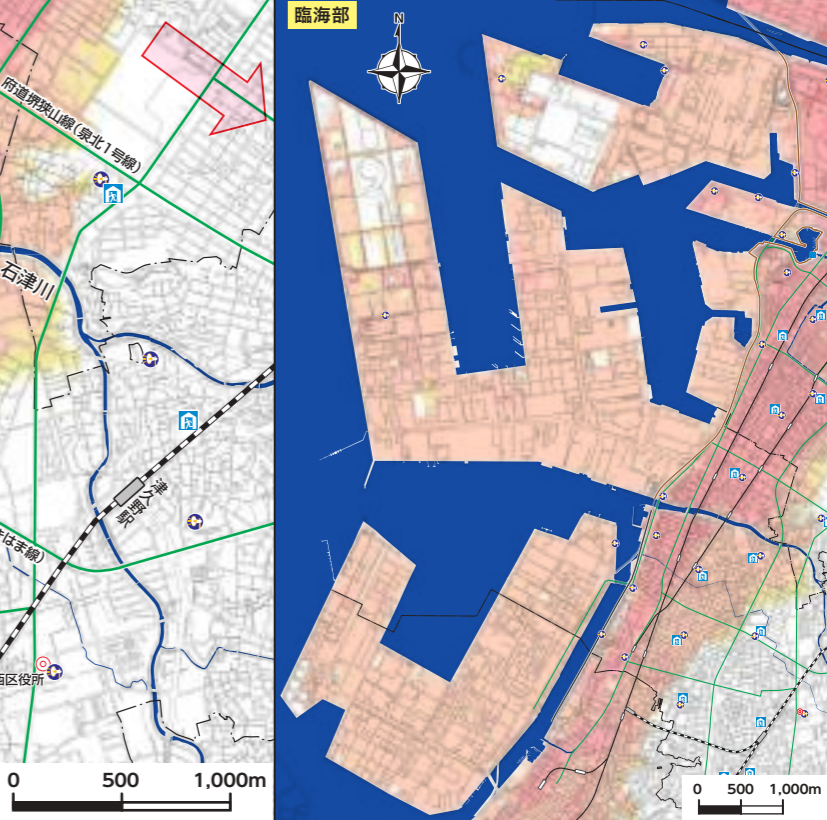 臨海部
N
府道堺狭山線(泉北1号線)
石津川
津久野駅
はま線)
西区役所
0 500 1,000m
0 500 1,000m